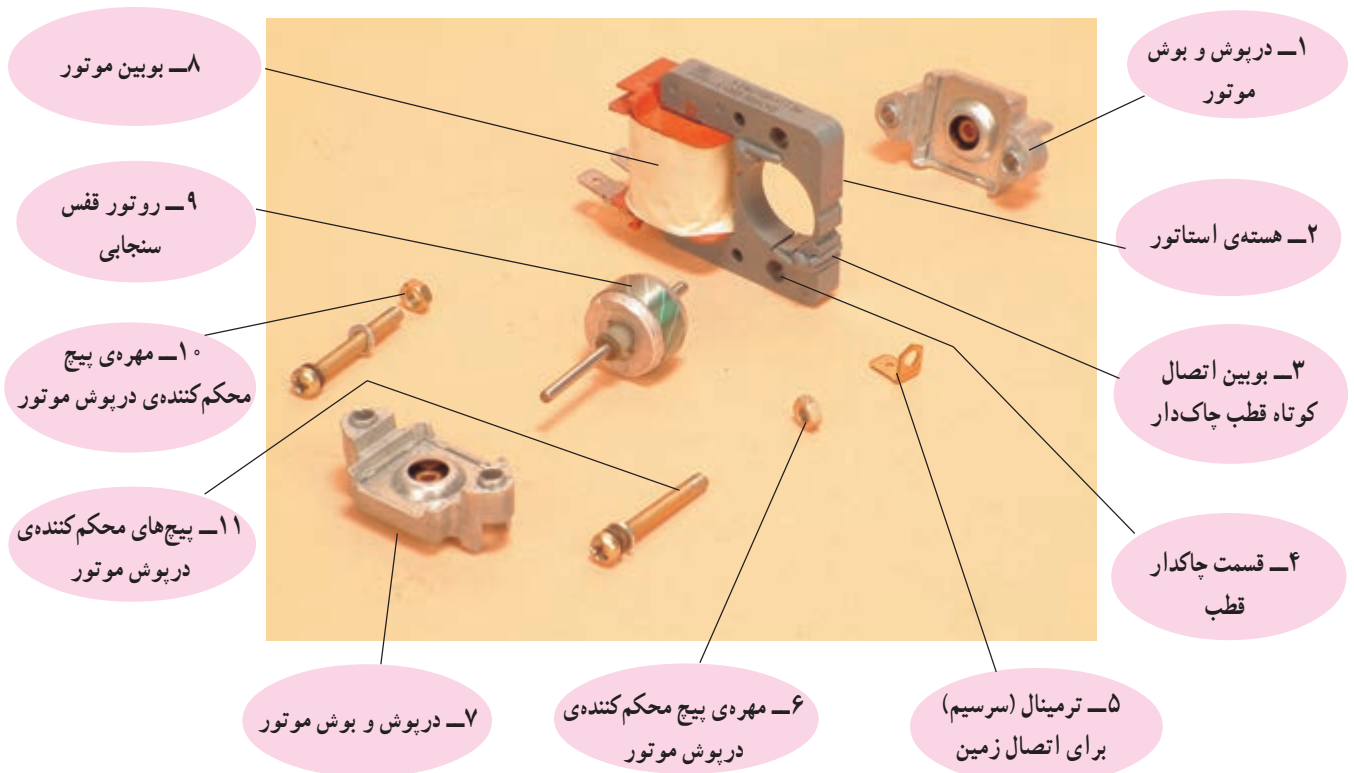 ۱ــ درپوش و بوش
موتور
۲ــ هسته‌ی استاتور
۳ــ بوبین اتصال
کوتاه قطب چاک‌دار
۴ــ قسمت چاکدار
قطب
۵ــ ترمینال (سرسیم)
برای اتصال زمین
۶ــ مهره‌ی پیچ محکم‌کننده‌ی
درپوش موتور
۷ــ درپوش و بوش موتور
۸ــ بوبین موتور
۹ــ روتور قفس
سنجابی
۱۰ــ مهره‌ی پیچ
محکم‌کننده‌ی درپوش موتور
۱۱ــ پیچ‌های محکم‌کننده‌ی
درپوش موتور